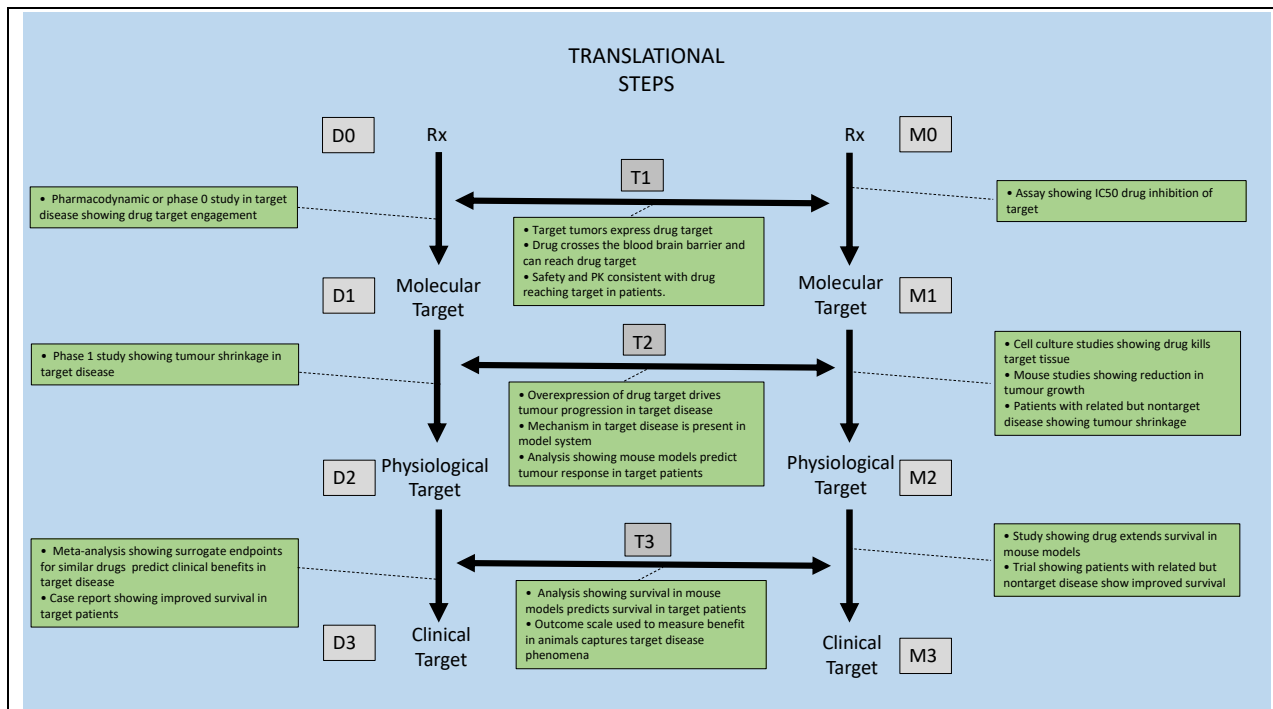 TRANSLATIONAL
STEPS
D0
Rx
Rx
M0
T1
• Pharmacodynamic or phase 0 study in target
disease showing drug target engagement
• Assay showing IC50 drug inhibition of
target
• Target tumors express drug target
• Drug crosses the blood brain barrier and
can reach drug target
• Safety and PK consistent with drug
reaching target in patients.
D1
Molecular
Target
Molecular
Target
M1
T2
• Phase 1 study showing tumour shrinkage in
target disease
• Cell culture studies showing drug kills
target tissue
• Mouse studies showing reduction in
tumour growth
• Patients with related but nontarget
disease showing tumour shrinkage
• Overexpression of drug target drives
tumour progression in target disease
• Mechanism in target disease is present in
model system
• Analysis showing mouse models predict
tumour response in target patients
D2
Physiological
Target
Physiological
Target
M2
T3
• Meta-analysis showing surrogate endpoints
for similar drugs predict clinical benefits in
target disease
• Case report showing improved survival in
target patients
• Study showing drug extends survival in
mouse models
• Trial showing patients with related but
nontarget disease show improved survival
• Analysis showing survival in mouse
models predicts survival in target patients
• Outcome scale used to measure benefit
in animals captures target disease
phenomena
D3
Clinical
Target
Clinical
Target
M3